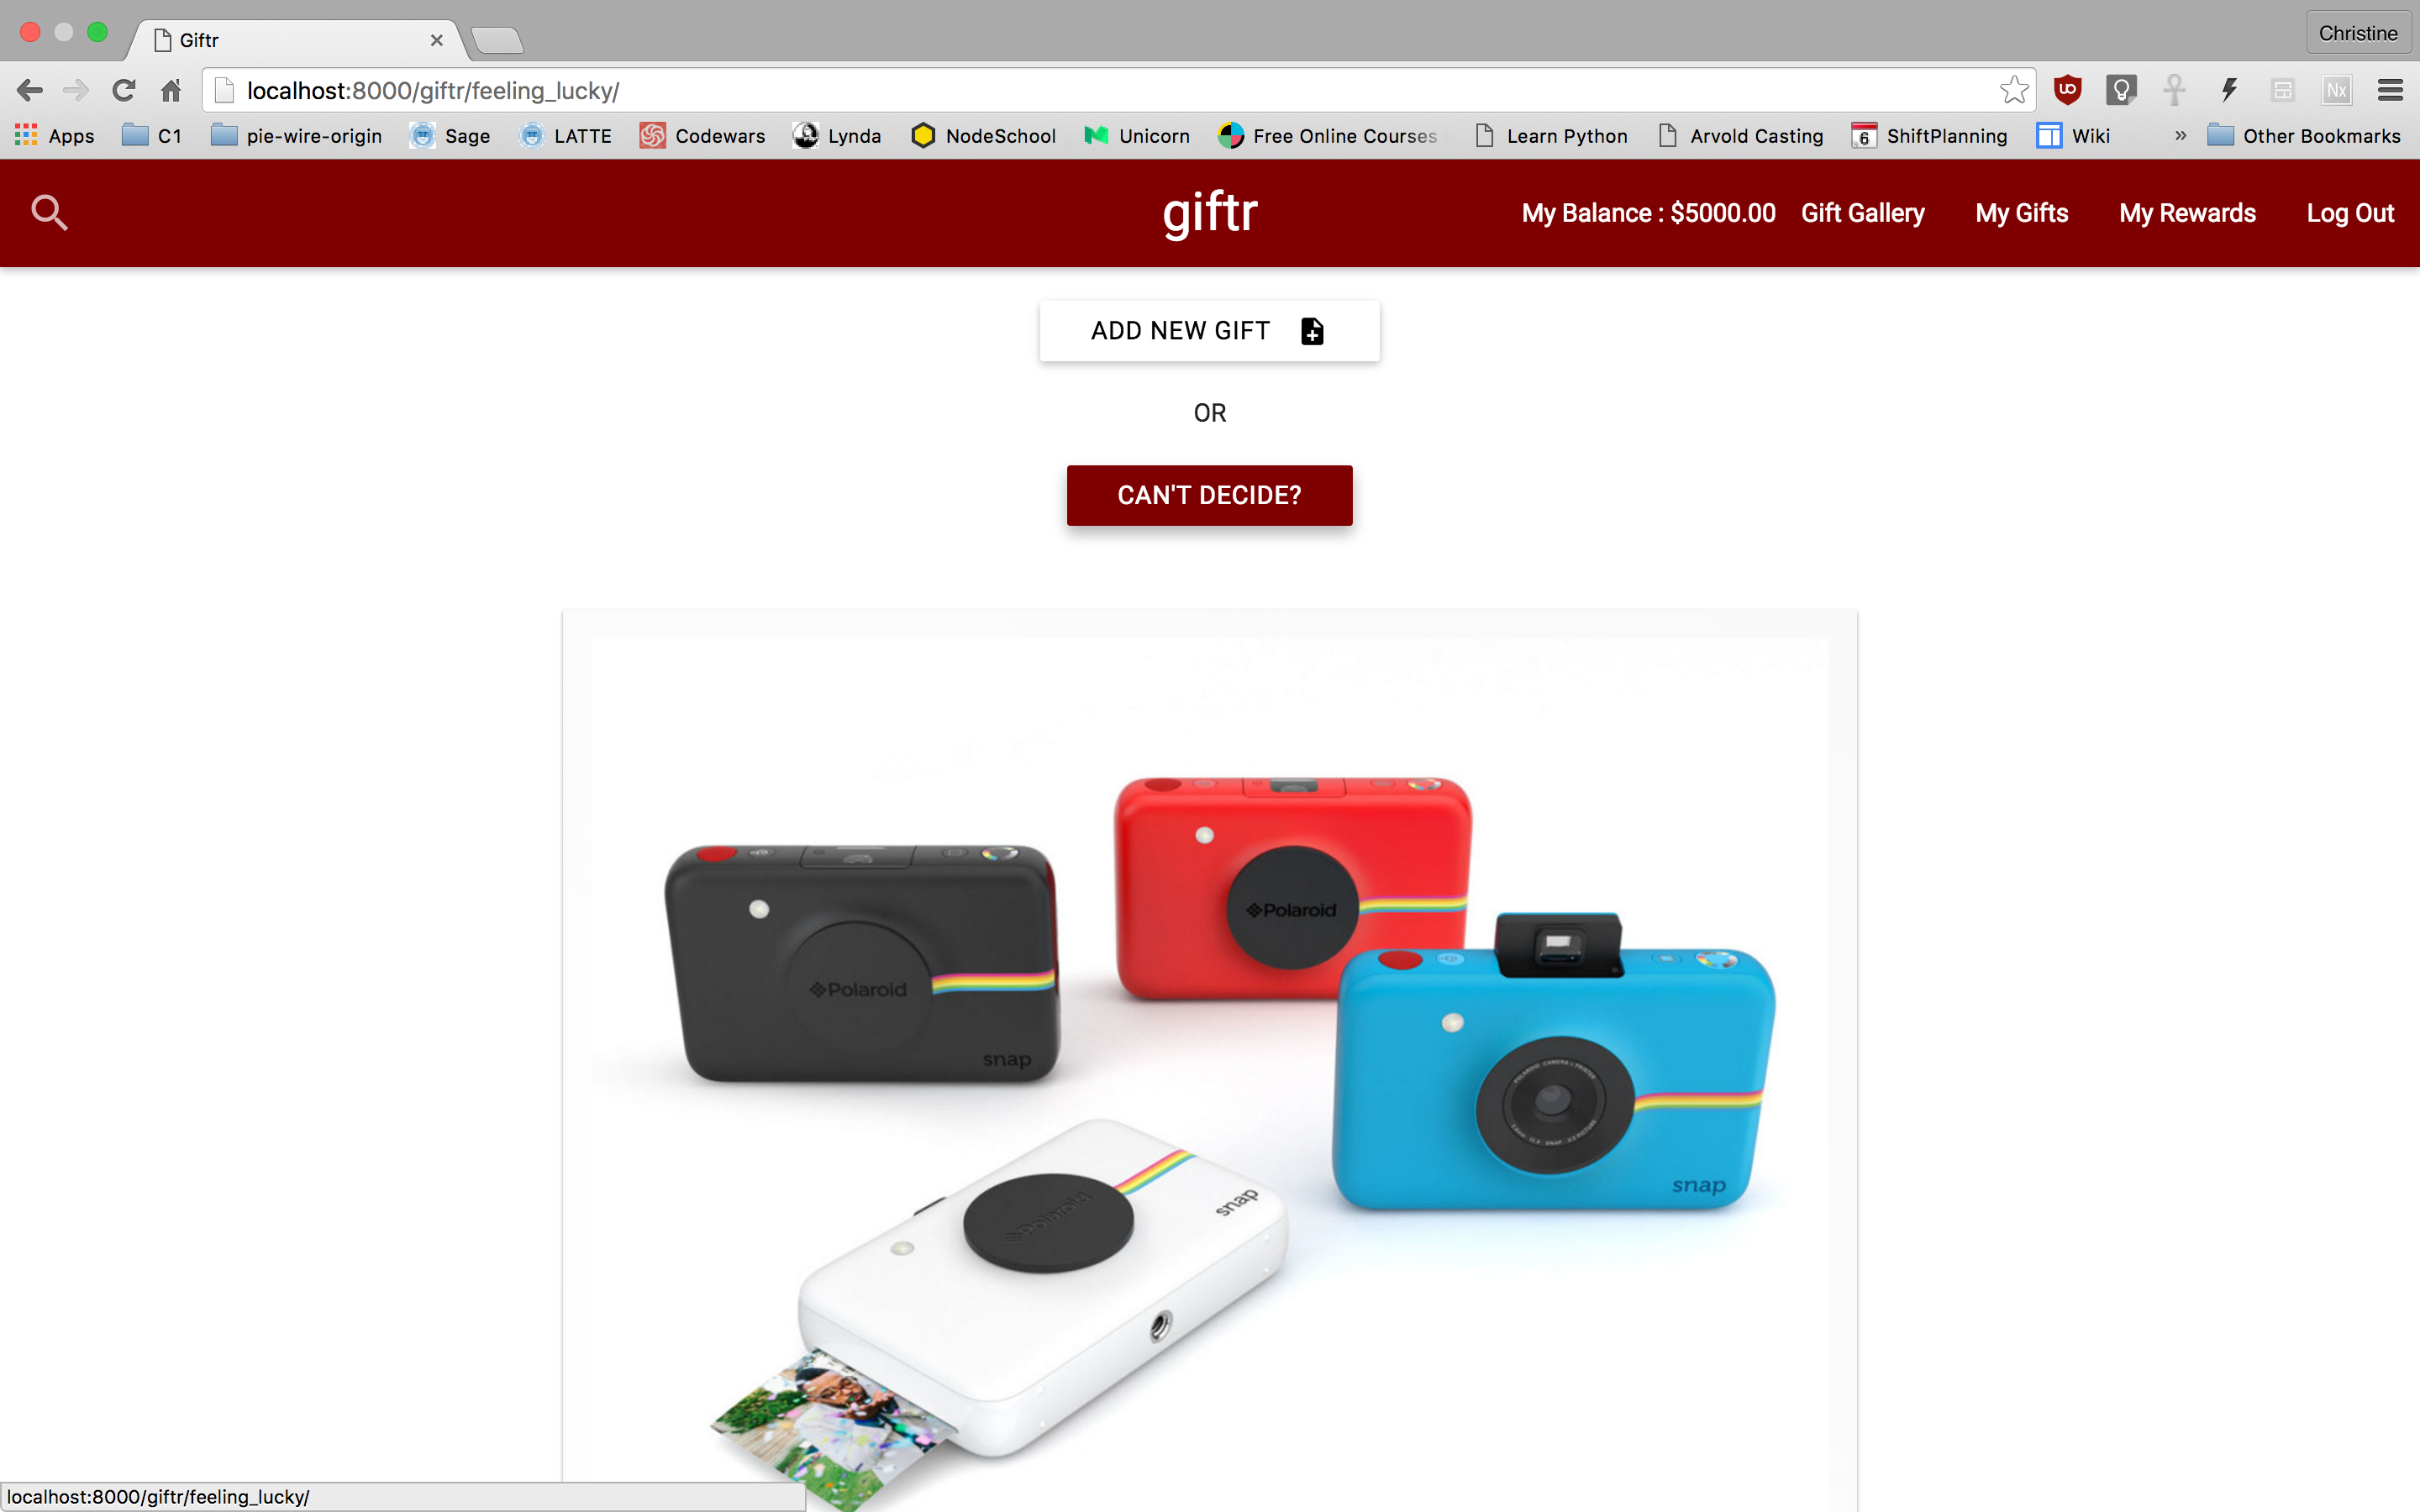 Giftr
Christine
localhost:8000/giftr/feeling_lucky/
Apps C1 pie-wire-origin Sage LATTE Codewars Lynda NodeSchool Unicorn Free Online Courses Learn Python Arvold Casting 6 ShiftPlanning Wiki » Other Bookmarks
giftr My Balance : $5000.00 Gift Gallery My Gifts My Rewards Log Out
ADD NEW GIFT
OR
CAN'T DECIDE?
Polaroid
Polaroid
snap
snap
Polaroid
snap
localhost:8000/giftr/feeling_lucky/